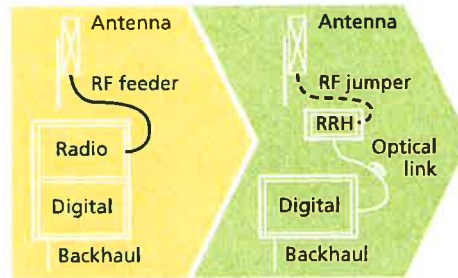 Antenna
RF feeder
Radio
Digital
Backhaul
Antenna
RF jumper
RRH
Optical
link
Digital
Backhaul